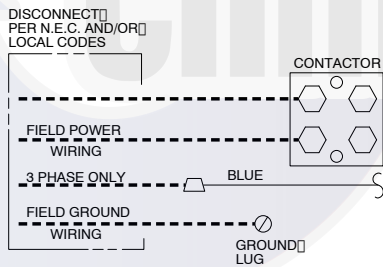 DISCONNECT▯
PER N.E.C. AND/OR▯
LOCAL CODES
CONTACTOR
FIELD POWER
WIRING
3 PHASE ONLY
BLUE
FIELD GROUND
WIRING
GROUND▯
LUG